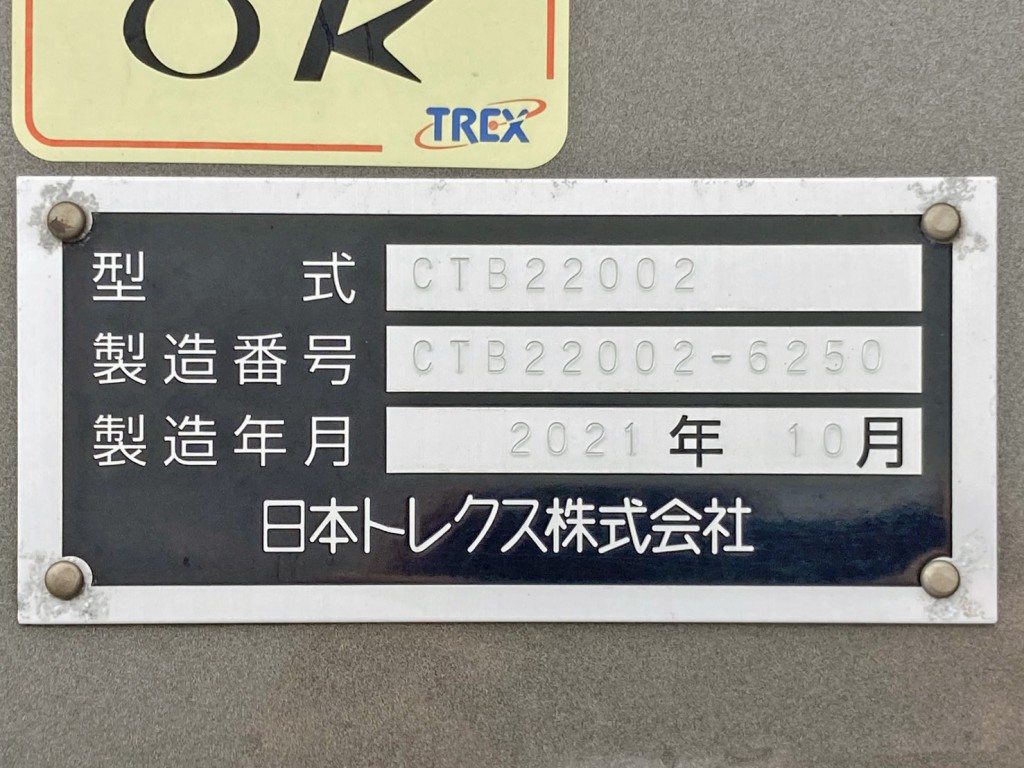 OK
TREX
型式 CTB22002
製造番号 CTB22002-6250
製造年月 2021年 10月
日本トレクス株式会社